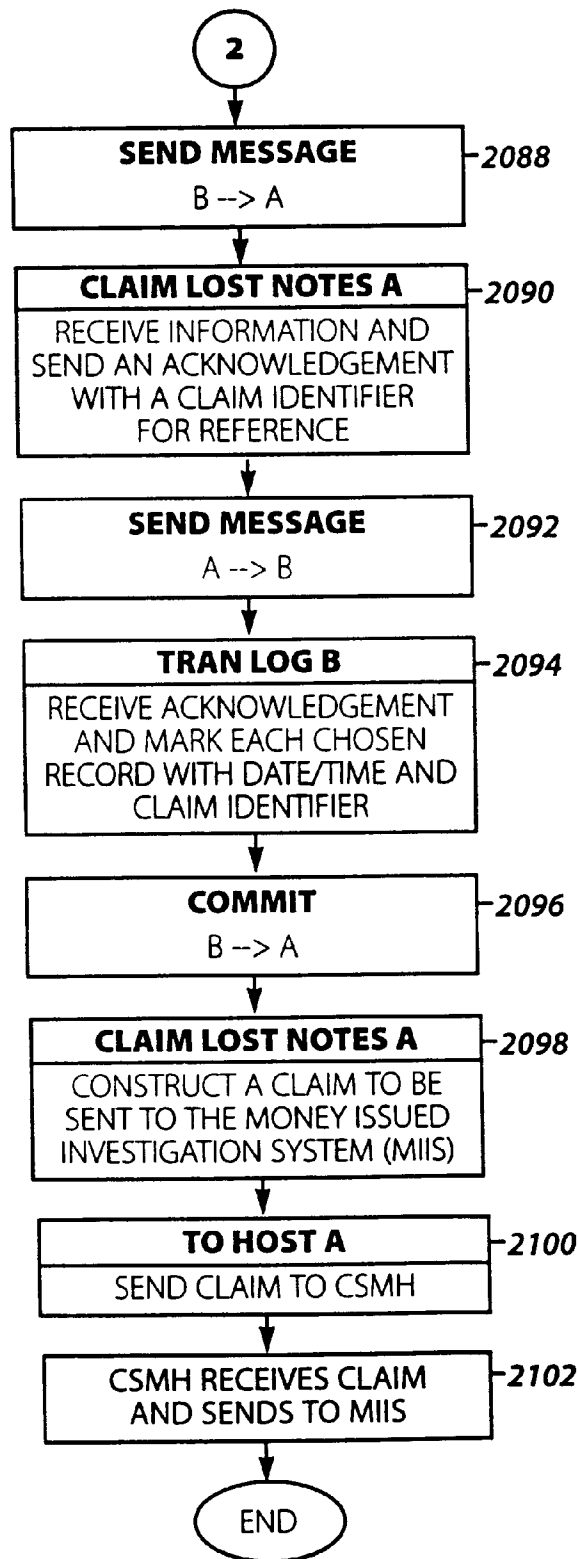 2
SEND MESSAGE
2088
B --> A
CLAIM LOST NOTES A
2090
RECEIVE INFORMATION AND
SEND AN ACKNOWLEDGEMENT
WITH A CLAIM IDENTIFIER
FOR REFERENCE
SEND MESSAGE
2092
A --> B
TRAN LOG B
2094
RECEIVE ACKNOWLEDGEMENT
AND MARK EACH CHOSEN
RECORD WITH DATE/TIME AND
CLAIM IDENTIFIER
COMMIT
2096
B --> A
CLAIM LOST NOTES A
2098
CONSTRUCT A CLAIM TO BE
SENT TO THE MONEY ISSUED
INVESTIGATION SYSTEM (MIIS)
TO HOST A
2100
SEND CLAIM TO CSMH
CSMH RECEIVES CLAIM
2102
AND SENDS TO MIIS
END